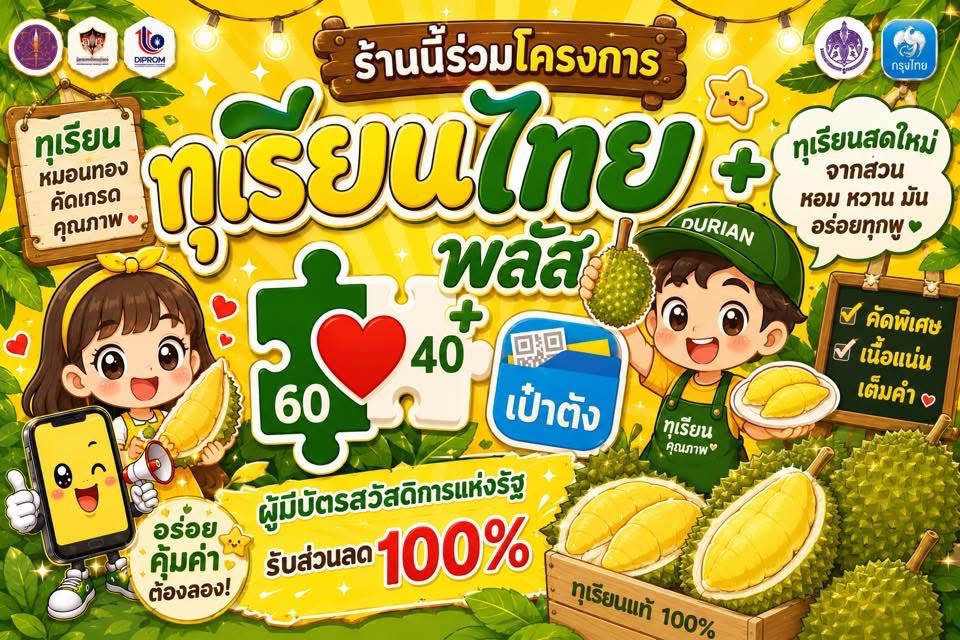 ร้านนี้ร่วมโครงการ
DIPROM
กรุงไทย
ทุเรียนไทย
+
พลัส
ทุเรียน
หมอนทอง
คัดเกรด
คุณภาพ
ทุเรียนสดใหม่
จากสวน
หอม หวาน มัน
อร่อยทุกพู
DURIAN
60
40
+
เป๋าตัง
คัดพิเศษ
เนื้อแน่น
เต็มคำ
ทุเรียน
คุณภาพ
ผู้มีบัตรสวัสดิการแห่งรัฐ
รับส่วนลด 100%
อร่อย
คุ้มค่า
ต้องลอง!
ทุเรียนแท้ 100%